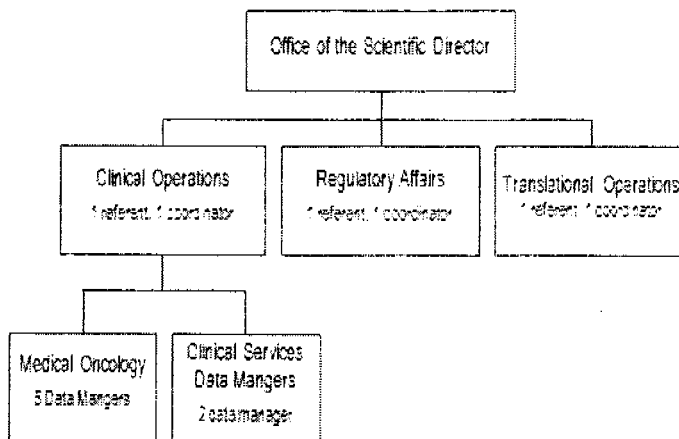 Office of the Scientific Director
Clinical Operations
1 referent, 1 coordinator
Regulatory Affairs
1 referent, 1 coordinator
Translational Operations
1 referent, 1 coordinator
Medical Oncology
5 Data Mangers
Clinical Services
Data Mangers
2 data manager